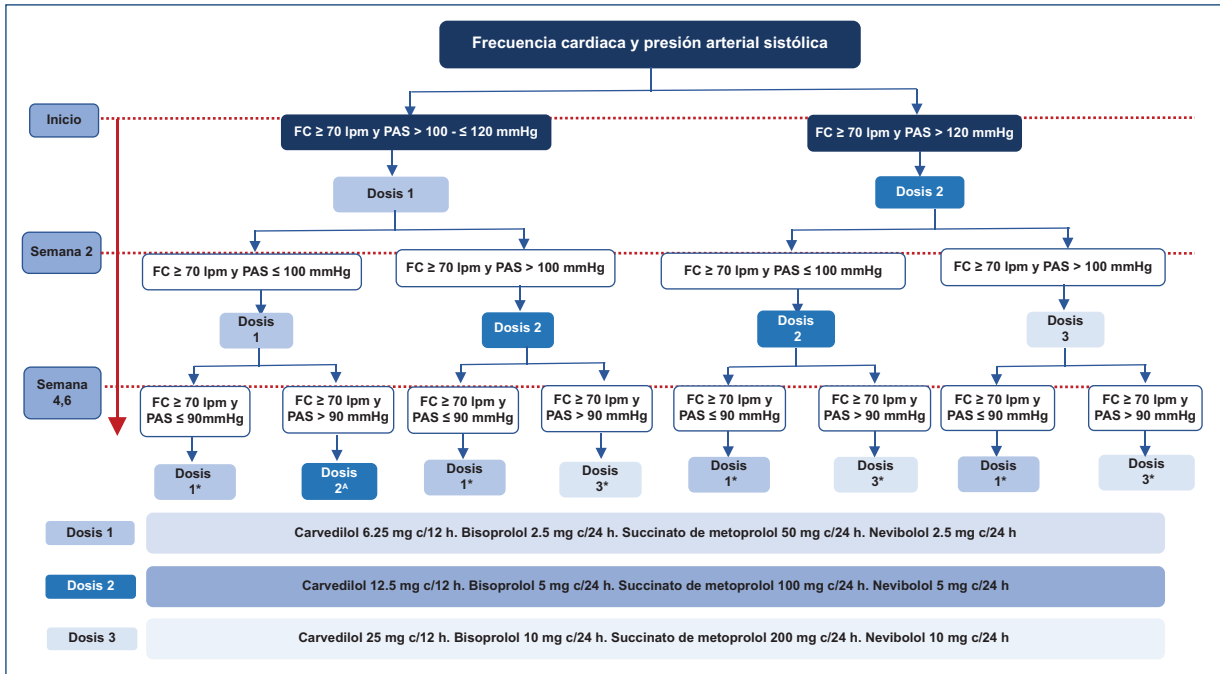 Frecuencia cardiaca y presión arterial sistólica
Inicio
FC ≥ 70 lpm y PAS > 100 - ≤ 120 mmHg
FC ≥ 70 lpm y PAS > 120 mmHg
Dosis 1
Dosis 2
Semana 2
FC ≥ 70 lpm y PAS ≤ 100 mmHg
FC ≥ 70 lpm y PAS > 100 mmHg
FC ≥ 70 lpm y PAS ≤ 100 mmHg
FC ≥ 70 lpm y PAS > 100 mmHg
Dosis
1
Dosis 2
Dosis
2
Dosis
3
Semana
4,6
FC ≥ 70 lpm y
PAS ≤ 90mmHg
FC ≥ 70 lpm y
PAS > 90 mmHg
FC ≥ 70 lpm y
PAS ≤ 90 mmHg
FC ≥ 70 lpm y
PAS > 90 mmHg
FC ≥ 70 lpm y
PAS ≤ 90 mmHg
FC ≥ 70 lpm y
PAS > 90 mmHg
FC ≥ 70 lpm y
PAS ≤ 90 mmHg
FC ≥ 70 lpm y
PAS > 90 mmHg
Dosis
1*
Dosis
2ᴬ
Dosis
1*
Dosis
3*
Dosis
1*
Dosis
3*
Dosis
1*
Dosis
3*
Dosis 1
Carvedilol 6.25 mg c/12 h. Bisoprolol 2.5 mg c/24 h. Succinato de metoprolol 50 mg c/24 h. Nevibolol 2.5 mg c/24 h
Dosis 2
Carvedilol 12.5 mg c/12 h. Bisoprolol 5 mg c/24 h. Succinato de metoprolol 100 mg c/24 h. Nevibolol 5 mg c/24 h
Dosis 3
Carvedilol 25 mg c/12 h. Bisoprolol 10 mg c/24 h. Succinato de metoprolol 200 mg c/24 h. Nevibolol 10 mg c/24 h